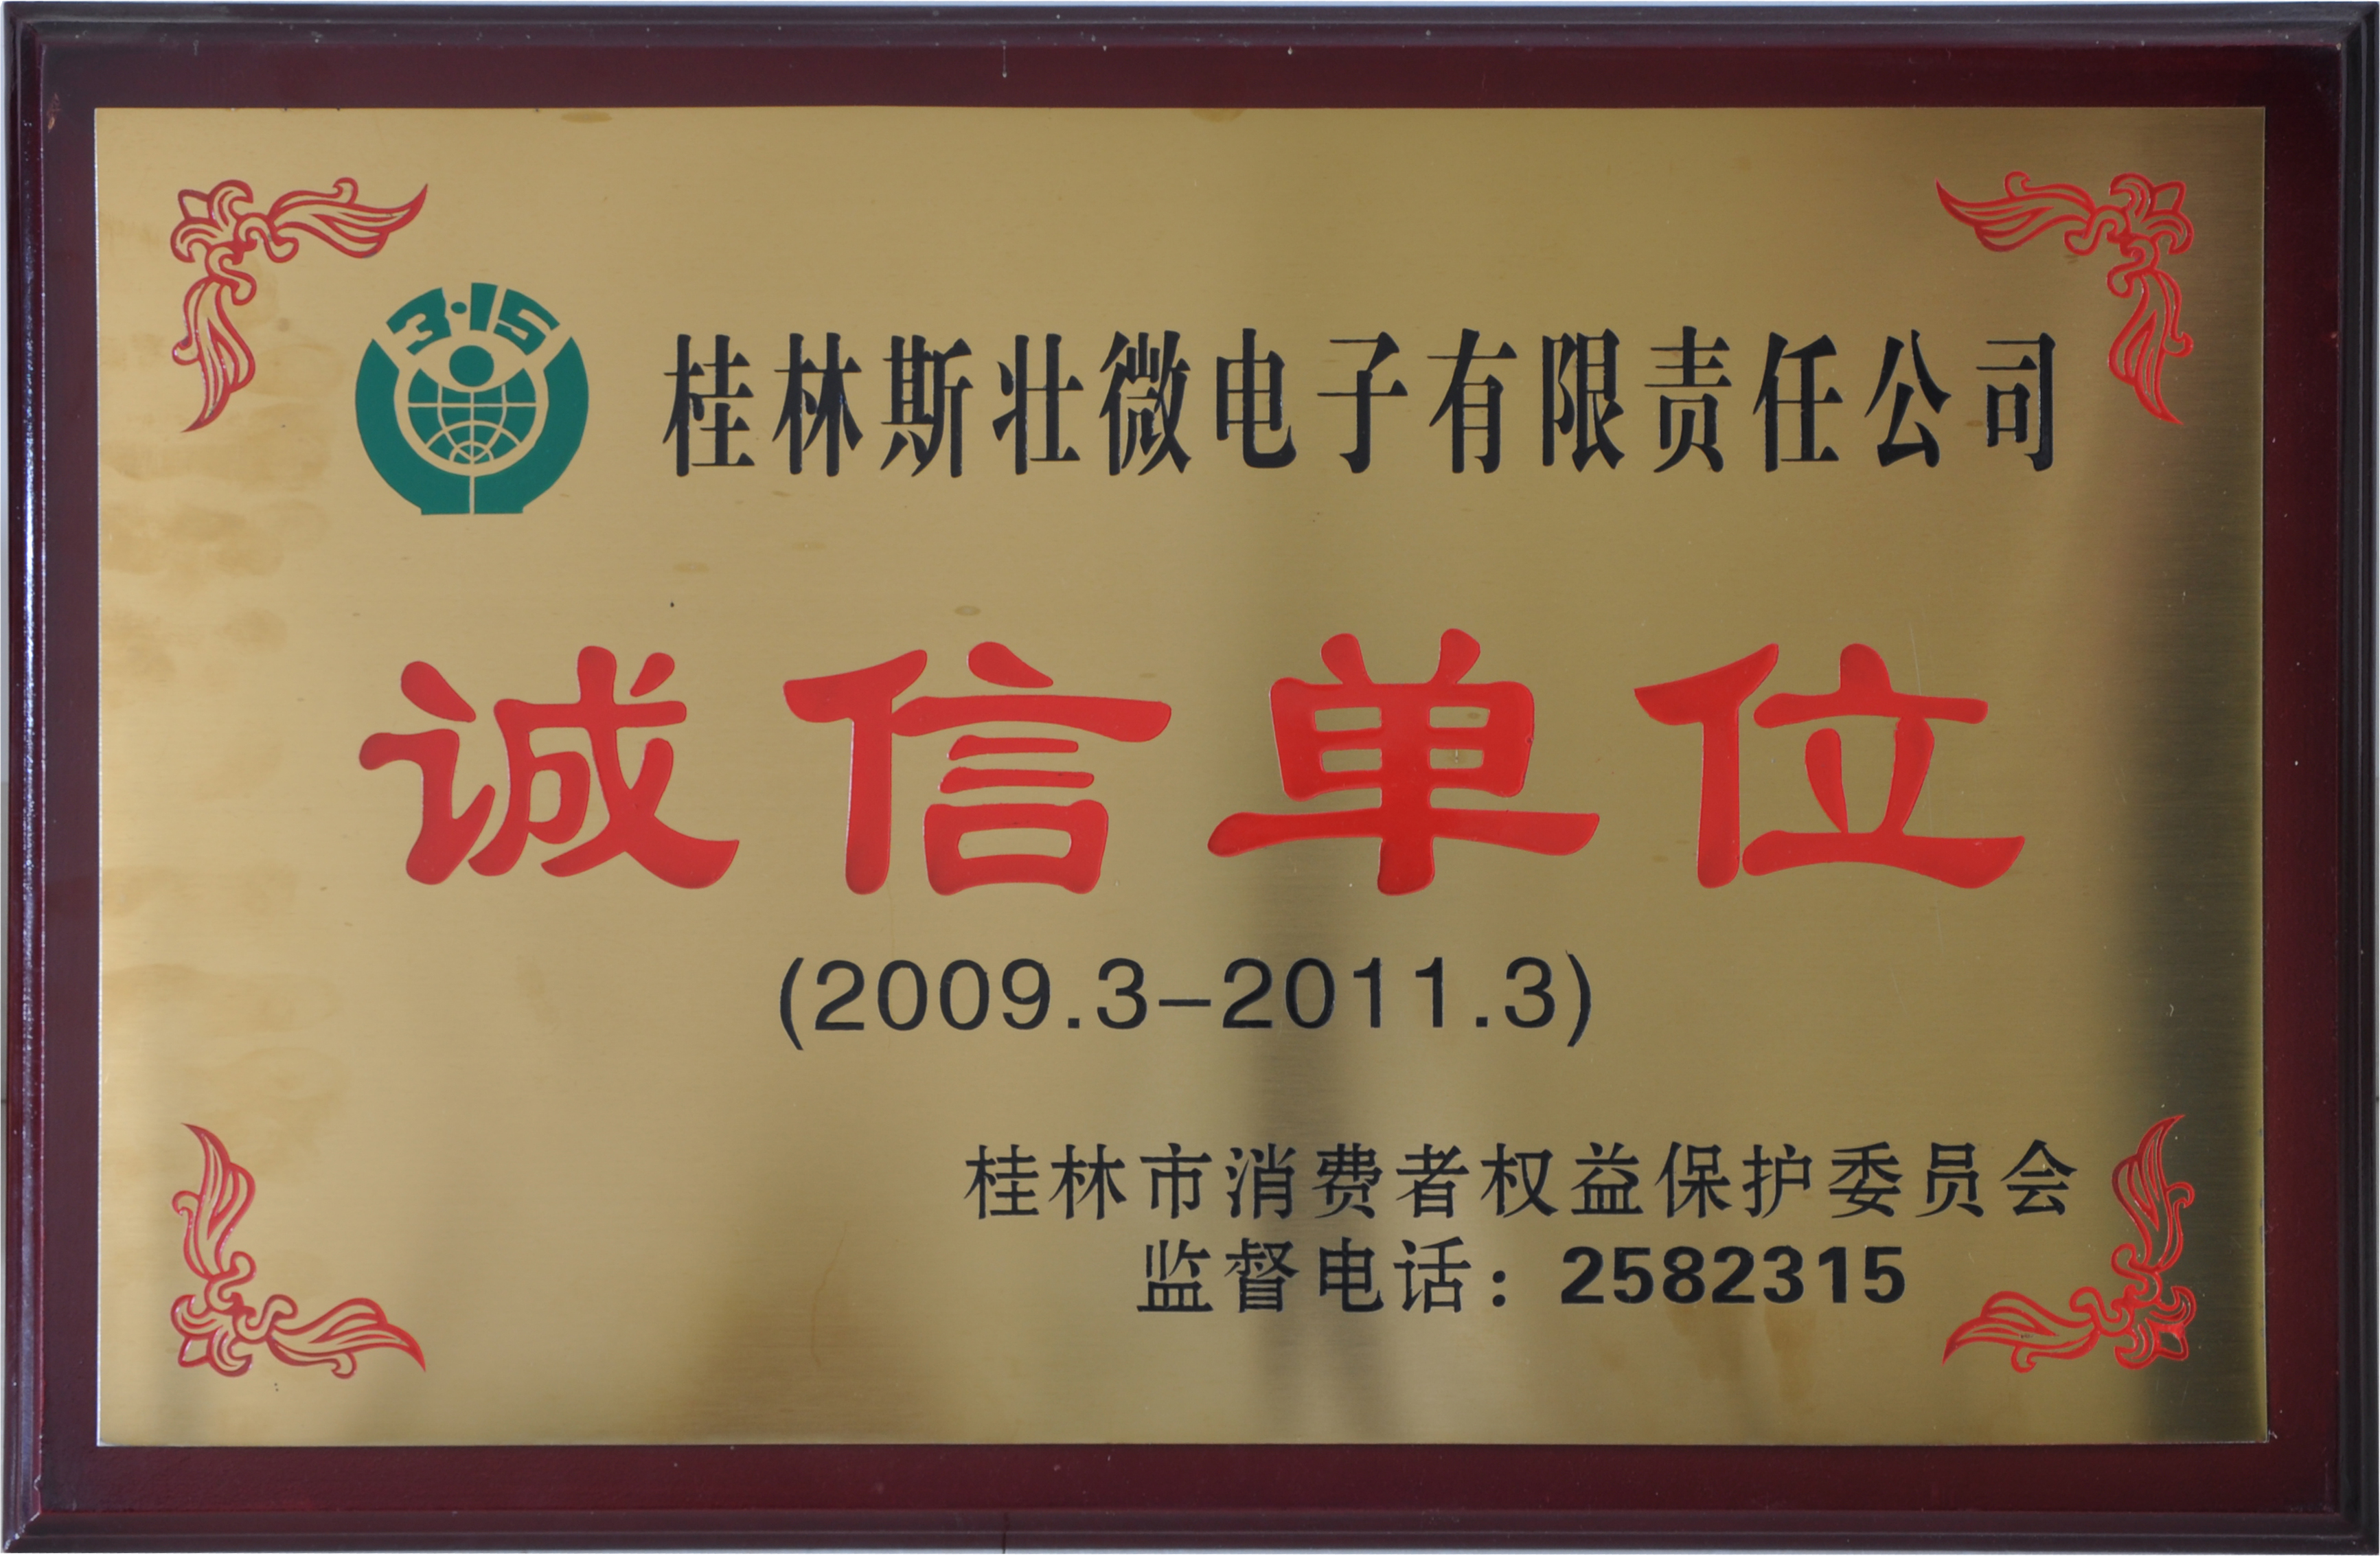 3·15
桂林斯壮微电子有限责任公司
诚信单位
(2009.3–2011.3)
桂林市消费者权益保护委员会
监督电话：2582315